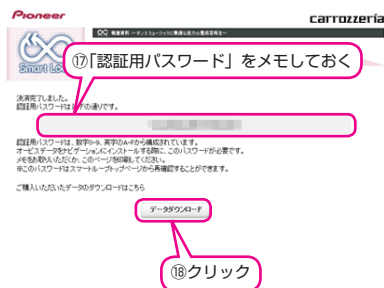 Pioneer
carrozzeria
Smart Lo
⑰「認証用パスワード」をメモしておく
決済完了しました。
認証用パスワードは以下の通りです。
認証用パスワードは、数字0-9、英字のA-Fから構成されています。
オービスデータをナビゲーションにインストールする際に、このパスワードが必要です。
メモをお取りいただくか、このページを印刷してください。
※このパスワードはスマートループトップページから再確認することができます。
ご購入いただいたデータのダウンロードはこちら
データダウンロード
⑱クリック